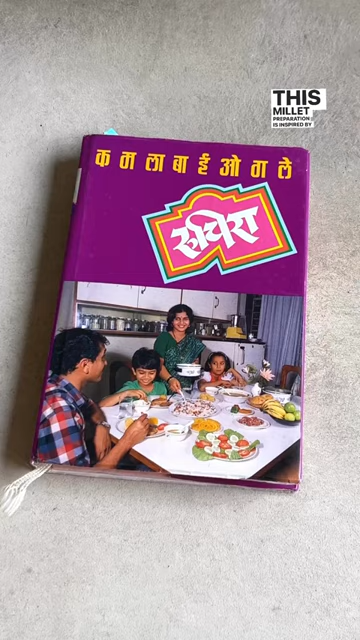 THIS
MILLET
PREPARATION
IS INSPIRED BY
कमलाबाई ओगले
रुचिरा